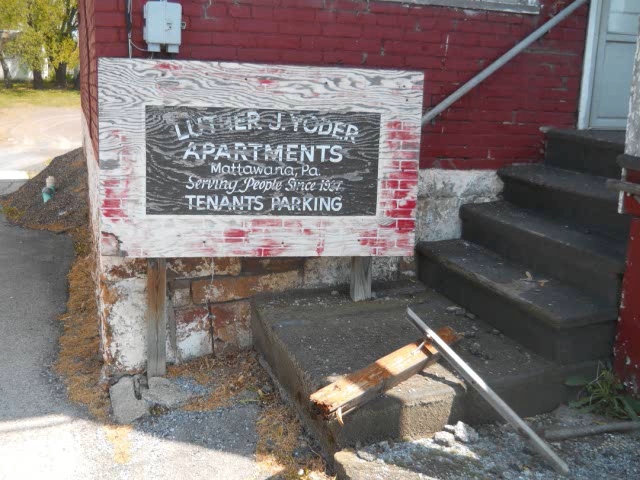 LUTHER J. YODER
APARTMENTS
Mattawana, Pa.
Serving People Since 1927
TENANTS PARKING